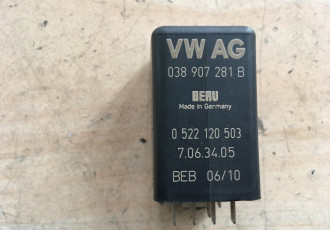 VW AG
038 907 281 B
BERU
Made in Germany
0 522 120 503
7.06.34.05
BEB 06/10